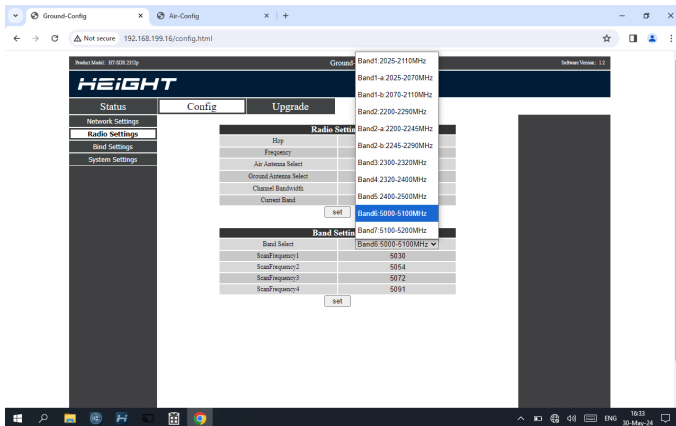 Ground-Config
Air-Config
Not secure 192.168.199.16/config.html
Product Model: HT-SDR 2312p
Ground-
Software Version: 1.2
HEIGHT
Status
Config
Upgrade
Network Settings
Radio Settings
Bind Settings
System Settings
Radio Settin
Hop
Frequency
Air Antenna Select
Ground Antenna Select
Channel Bandwidth
Current Band
set
Band1:2025-2110MHz
Band1-a:2025-2070MHz
Band1-b:2070-2110MHz
Band2:2200-2290MHz
Band2-a:2200-2245MHz
Band2-b:2245-2290MHz
Band3:2300-2320MHz
Band4:2320-2400MHz
Band5:2400-2500MHz
Band6:5000-5100MHz
Band7:5100-5200MHz
Band Settin
Band Select Band6:5000-5100MHz
ScanFrequency1 5030
ScanFrequency2 5054
ScanFrequency3 5072
ScanFrequency4 5091
set
ENG
16:33
30-May-24